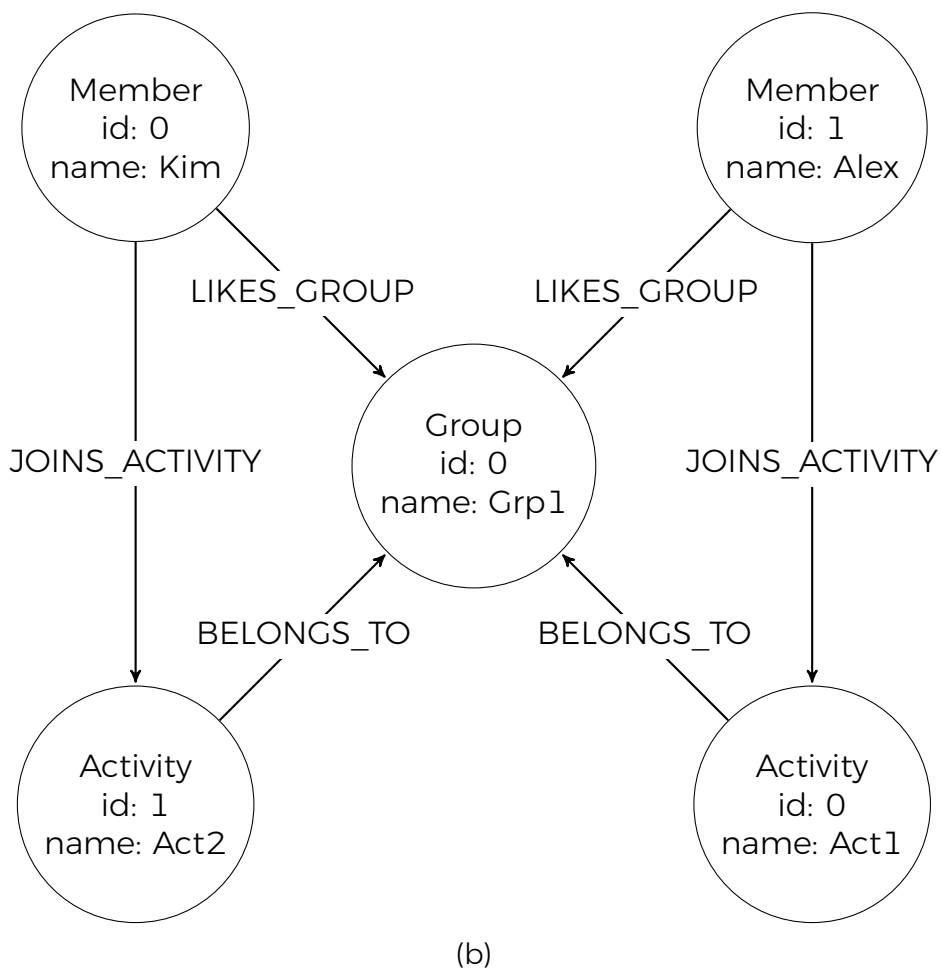 Member
id: 0
name: Kim
Member
id: 1
name: Alex
LIKES_GROUP
LIKES_GROUP
Group
id: 0
name: Grp1
JOINS_ACTIVITY
JOINS_ACTIVITY
BELONGS_TO
BELONGS_TO
Activity
id: 1
name: Act2
Activity
id: 0
name: Act1
(b)